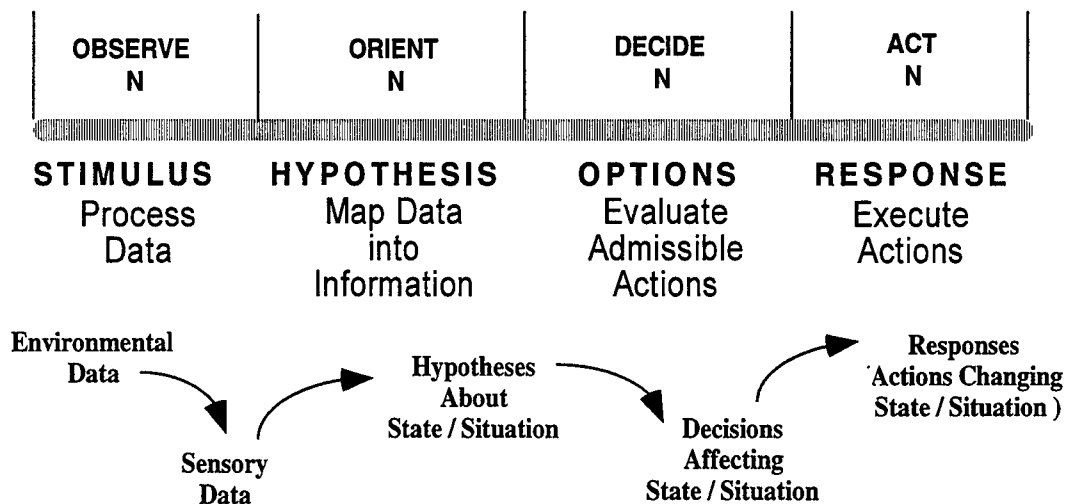 OBSERVE
N
ORIENT
N
DECIDE
N
ACT
N
STIMULUS
Process
Data
HYPOTHESIS
Map Data
into
Information
OPTIONS
Evaluate
Admissible
Actions
RESPONSE
Execute
Actions
Environmental
Data
Sensory
Data
Hypotheses
About
State / Situation
Decisions
Affecting
State / Situation
Responses
Actions Changing
State / Situation )